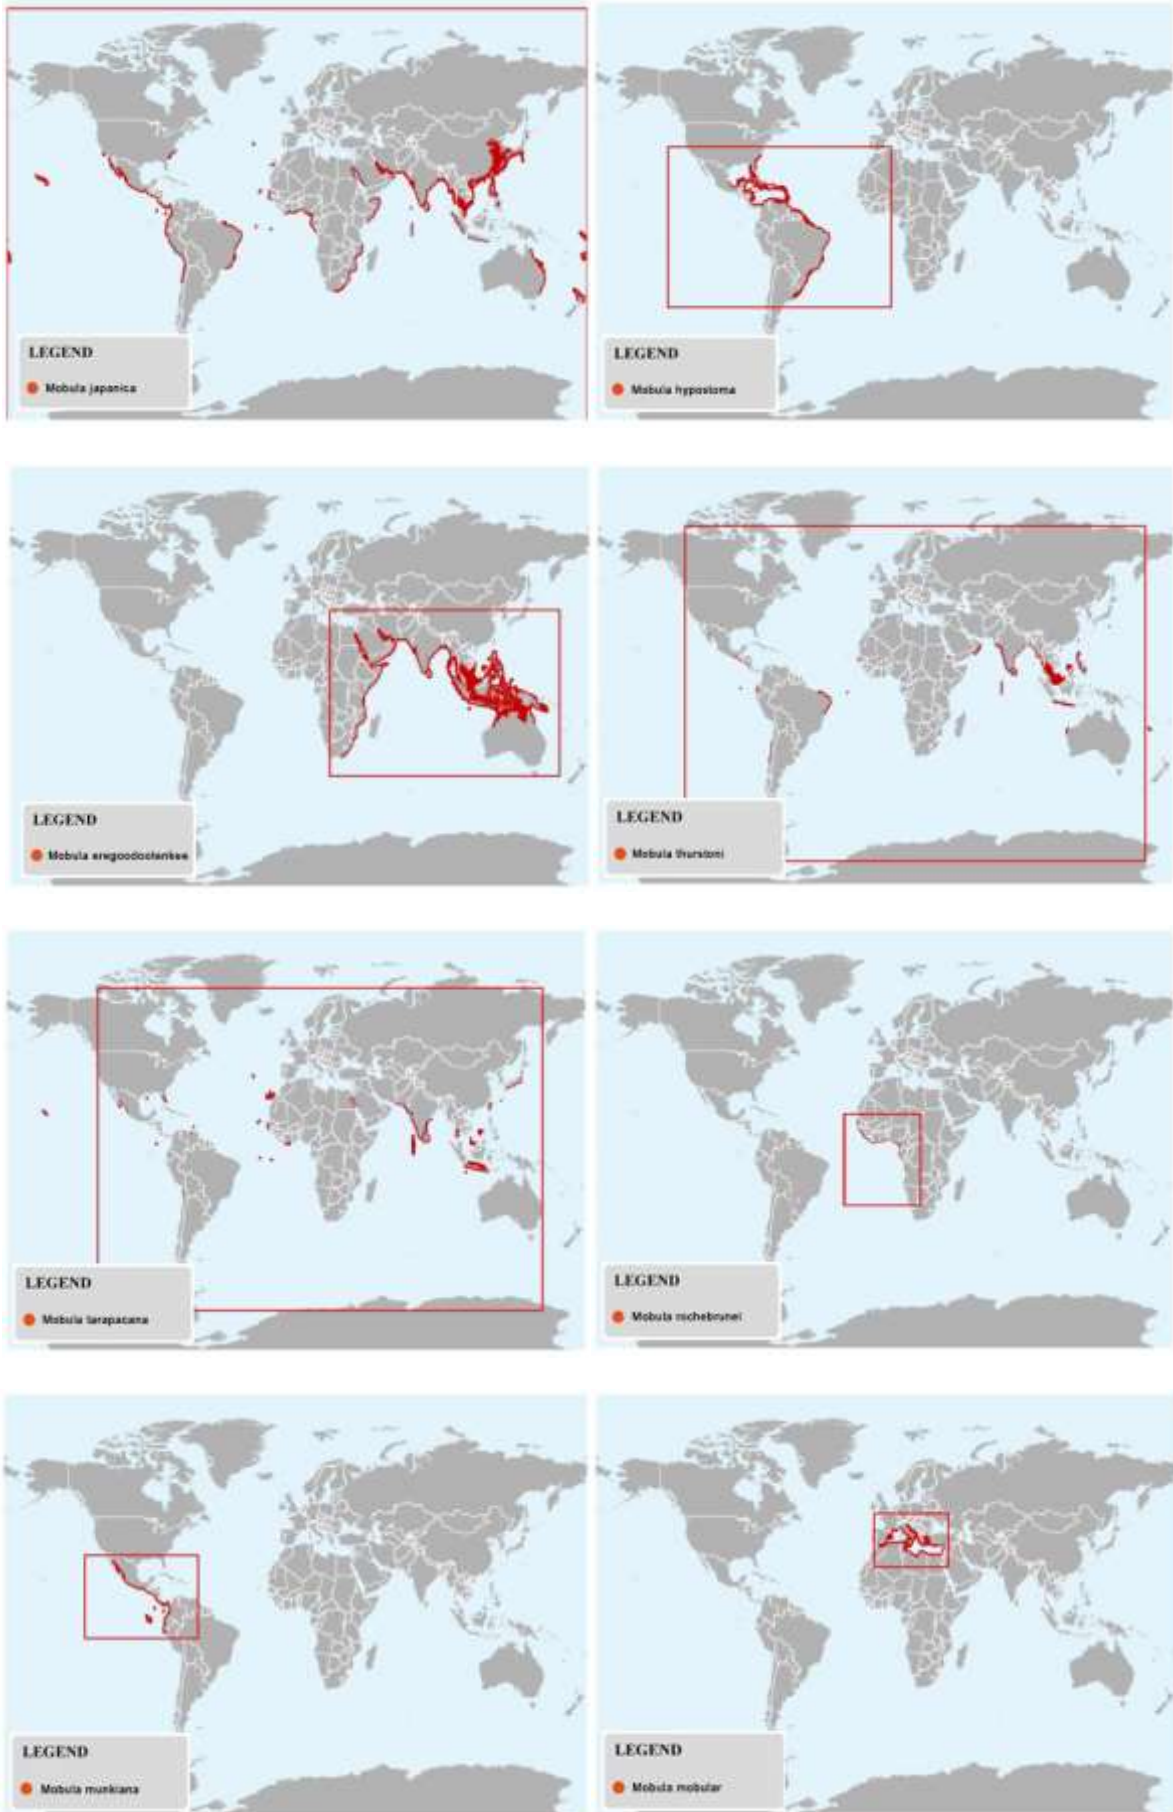 LEGEND
Mobula japanica
LEGEND
Mobula hypostoma
LEGEND
Mobula eregoodootenkee
LEGEND
Mobula thurstoni
LEGEND
Mobula tarapacana
LEGEND
Mobula rochebrunei
LEGEND
Mobula munkiana
LEGEND
Mobula mobular